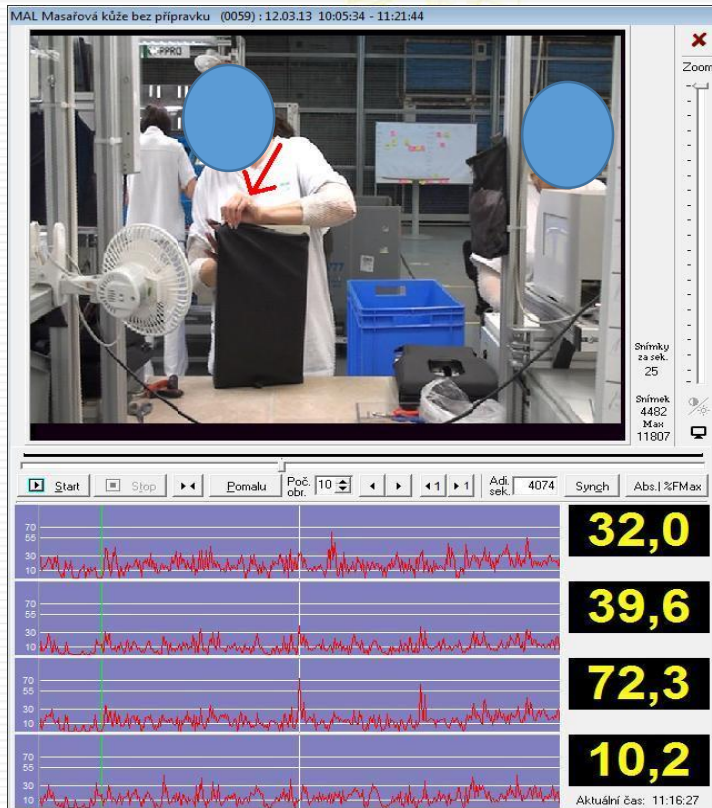 MAL Masařová kůže bez přípravku (0059) : 12.03.13 10:05:34 - 11:21:44
Zoom
PPRO
Snímky
za sek.
25
Snímek
4482
Max
11807
Start
Stop
Pomalu
Poč.
obr.
10
1
1
Adi.
sek.
4074
Synch
Abs.| %FMax
70
55
30
10
32,0
70
55
30
10
39,6
70
55
30
10
72,3
70
55
30
10
10,2
Aktuální čas: 11:16:27